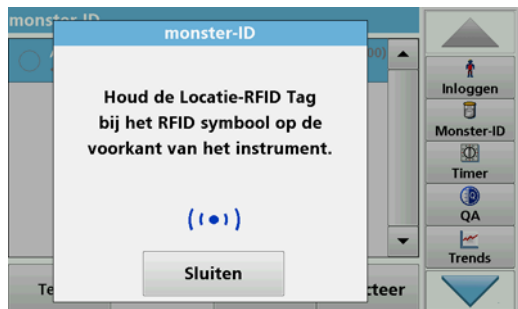 monster-ID
Houd de Locatie-RFID Tag
bij het RFID symbool op de
voorkant van het instrument.
Sluiten
Inloggen
Monster-ID
Timer
QA
Trends